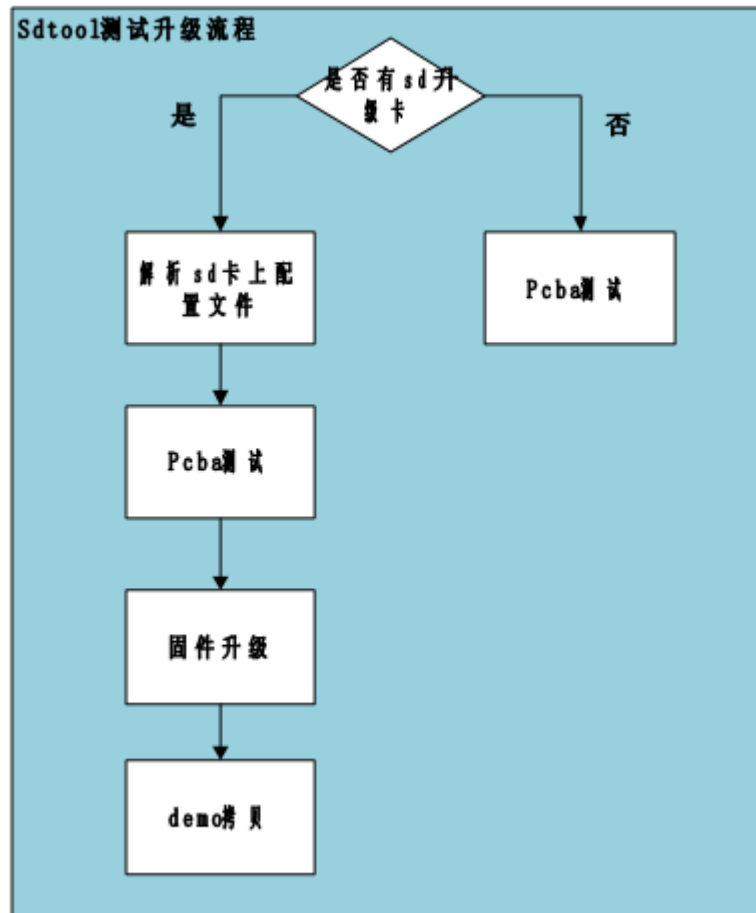 Sdtool测试升级流程
是否有sd升
级卡
是
否
解析sd卡上配
置文件
Pcba测试
Pcba测试
固件升级
demo拷贝